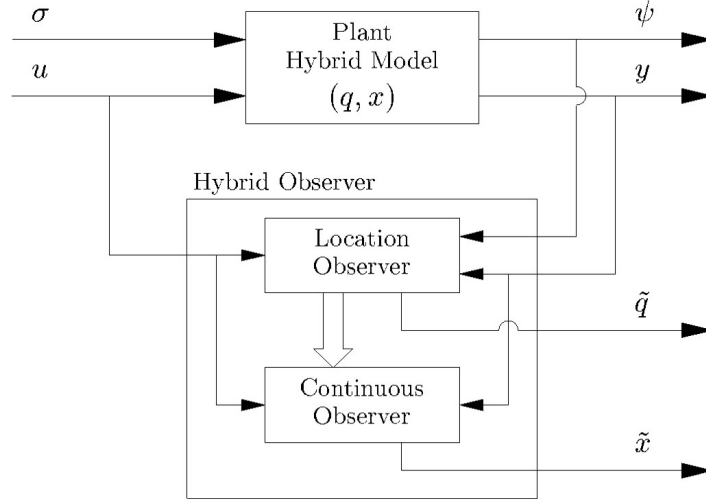 σ
ψ
Plant
Hybrid Model
(q, x)
u
y
Hybrid Observer
Location
Observer
q̃
Continuous
Observer
x̃